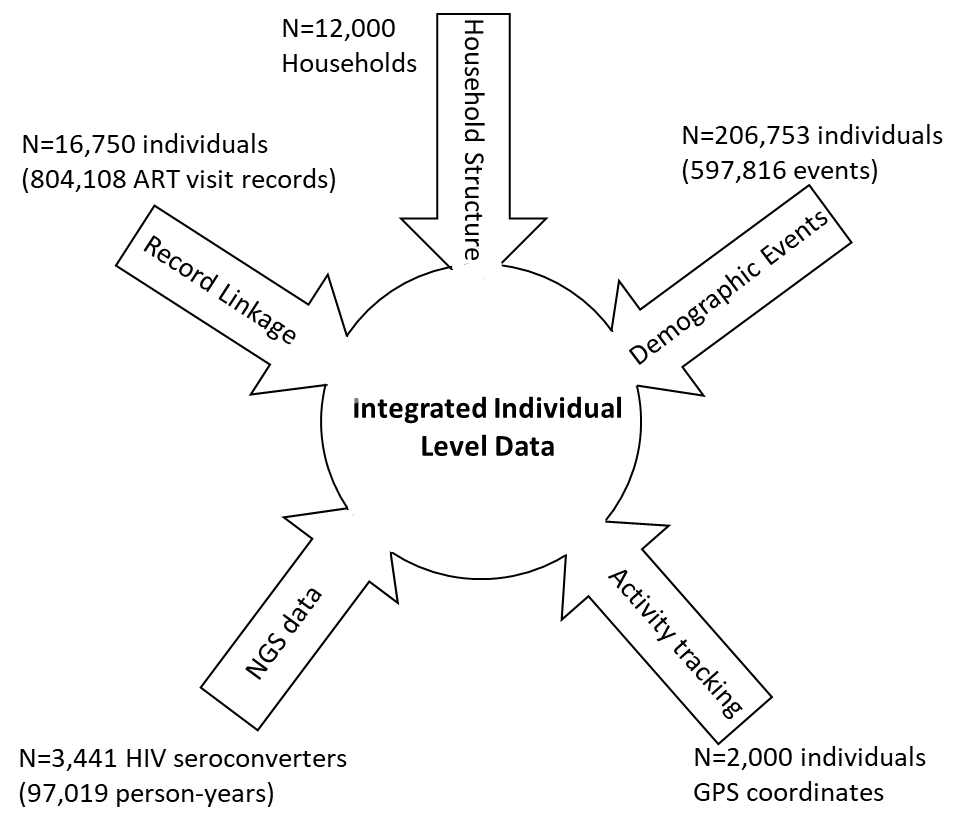 N=12,000
Households
Household Structure
N=16,750 individuals
(804,108 ART visit records)
N=206,753 individuals
(597,816 events)
Record Linkage
Demographic Events
Integrated Individual
Level Data
NGS data
Activity tracking
N=3,441 HIV seroconverters
(97,019 person-years)
N=2,000 individuals
GPS coordinates